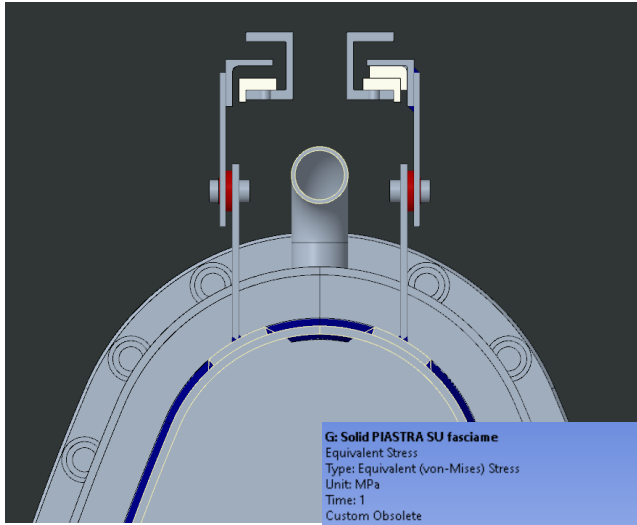 G: Solid PIASTRA SU fasciame
Equivalent Stress
Type: Equivalent (von-Mises) Stress
Unit: MPa
Time: 1
Custom Obsolete